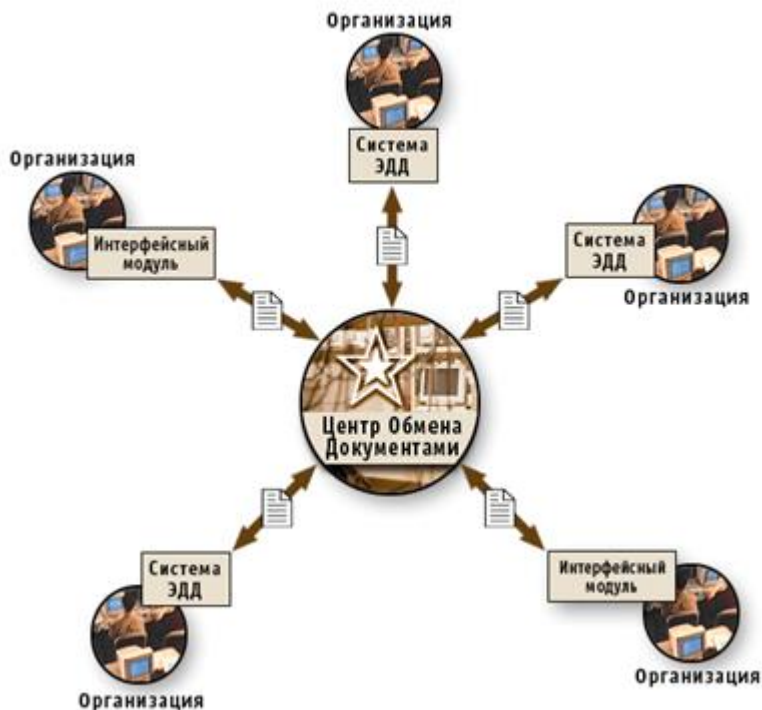 Организация
Система
ЭДД
Организация
Интерфейсный
модуль
Система
ЭДД
Организация
Центр Обмена
Документами
Система
ЭДД
Организация
Интерфейсный
модуль
Организация